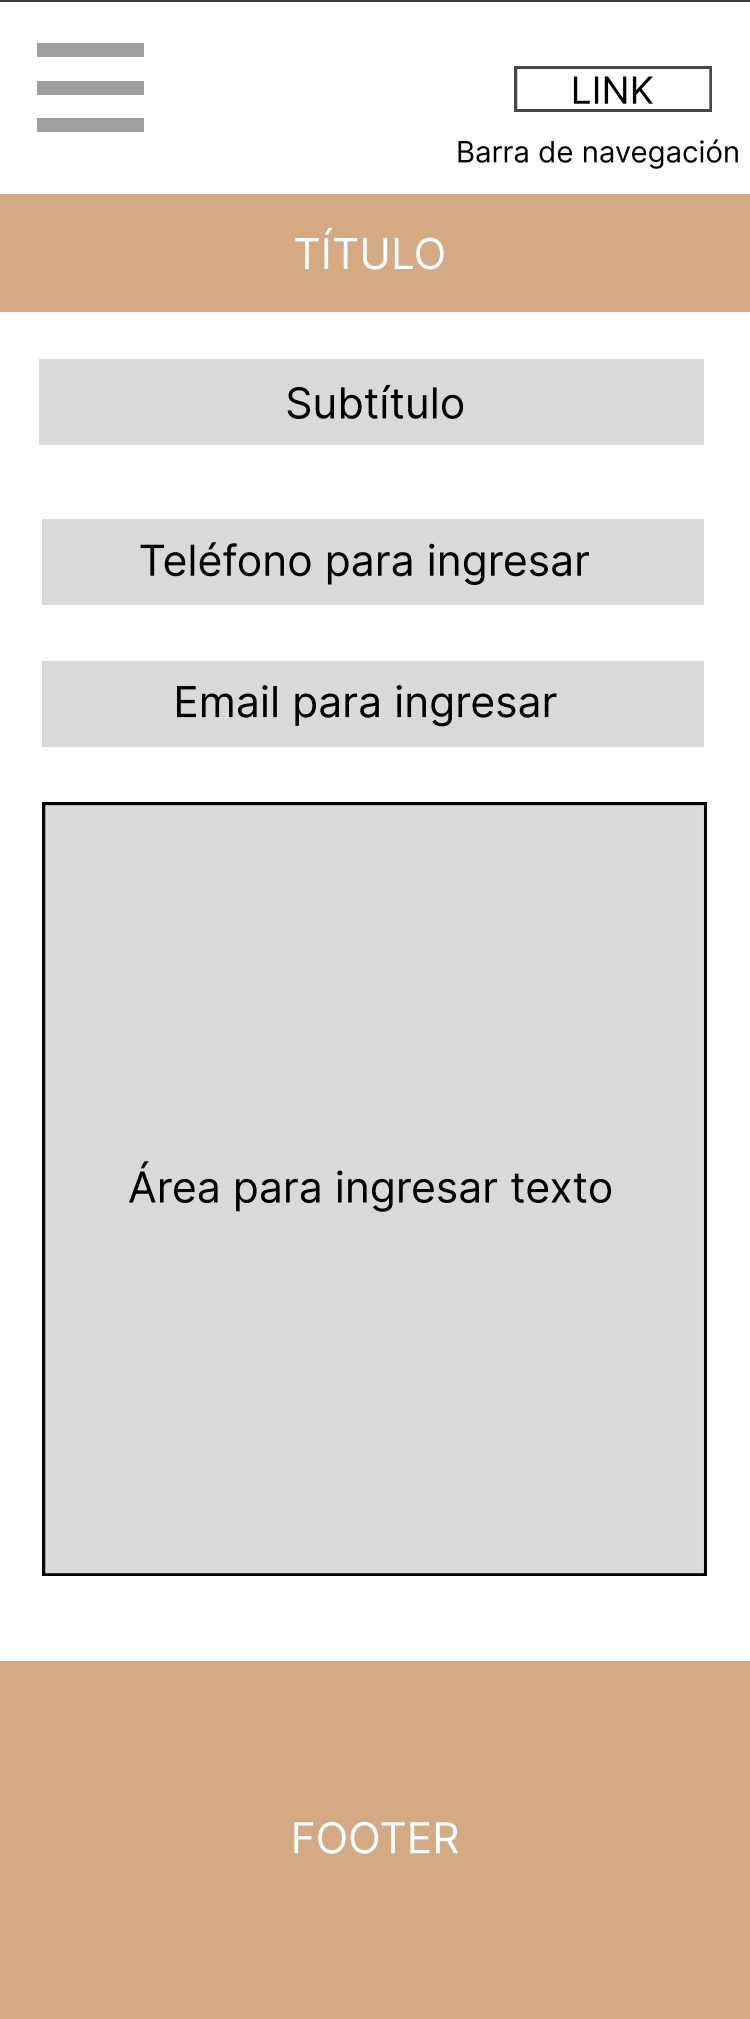 LINK
Barra de navegación
TÍTULO
Subtítulo
Teléfono para ingresar
Email para ingresar
Área para ingresar texto
FOOTER